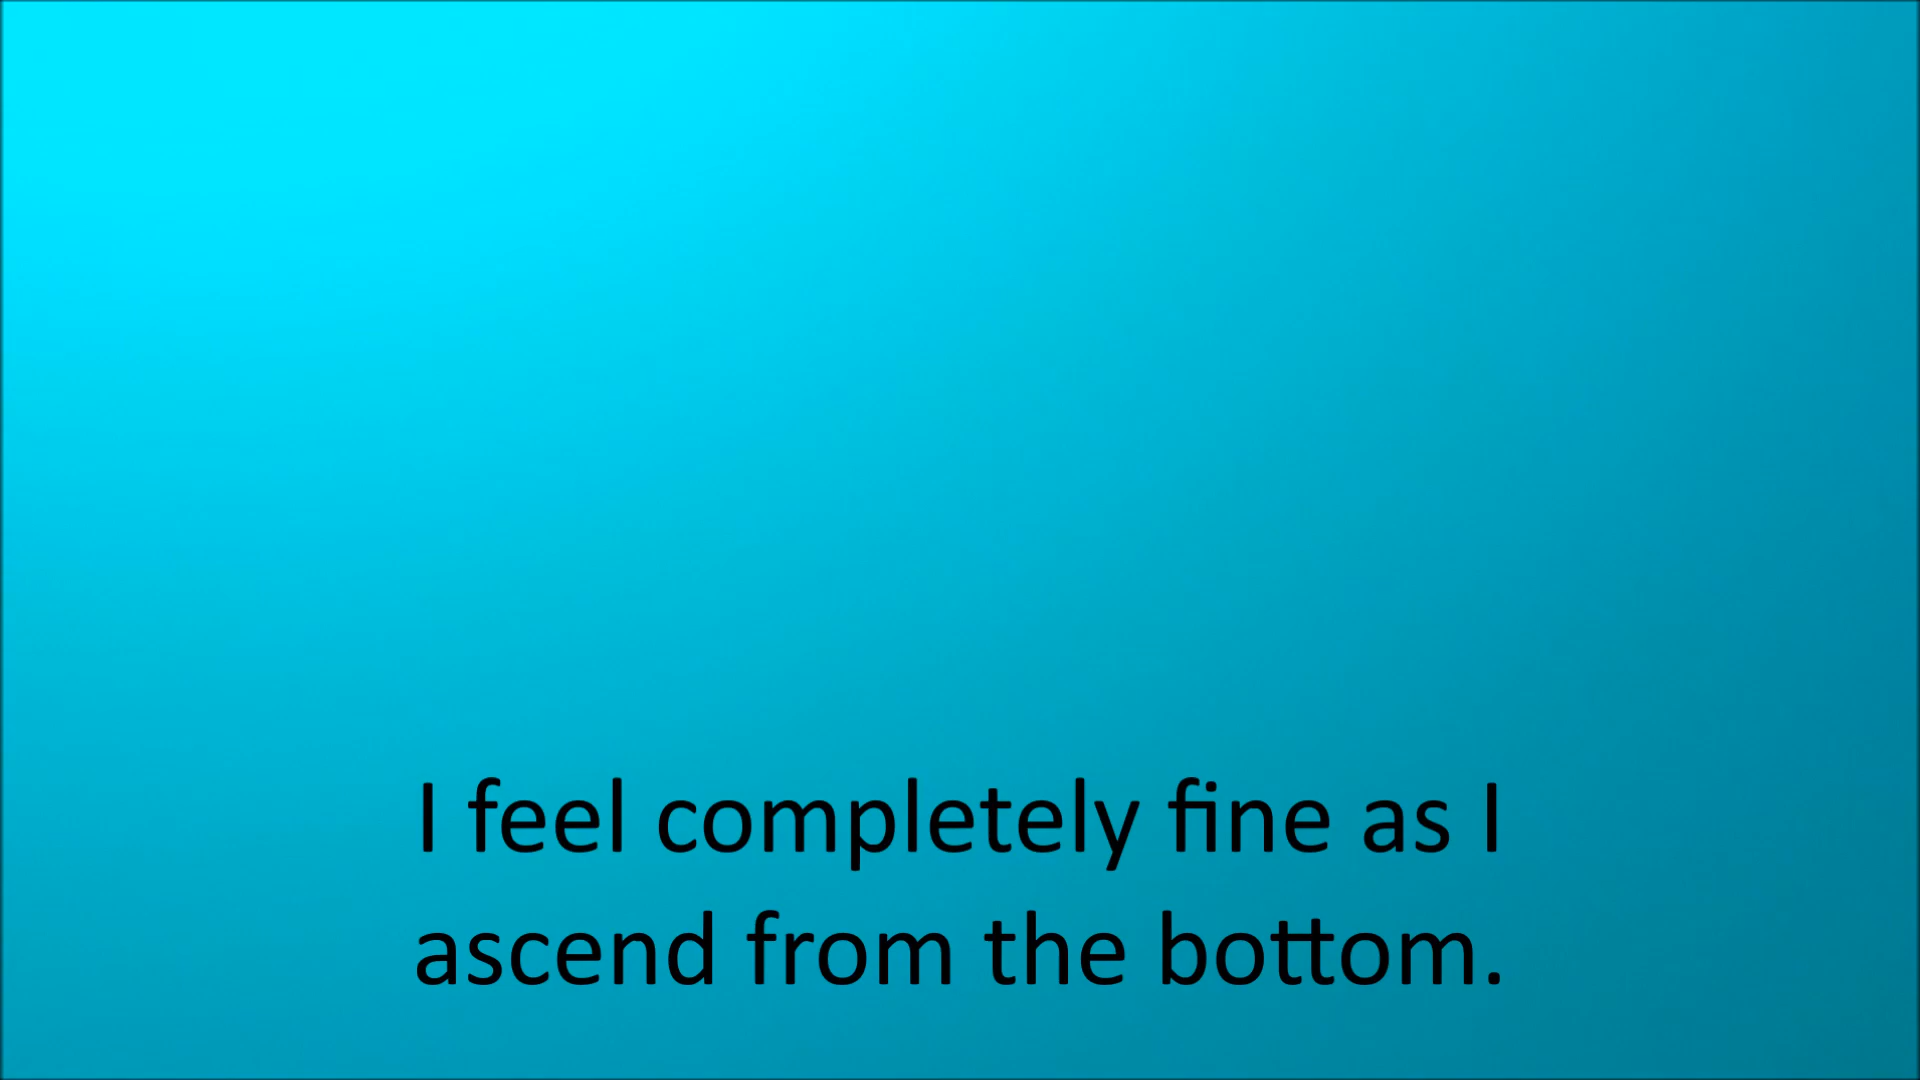 I feel completely fine as I
ascend from the bottom.